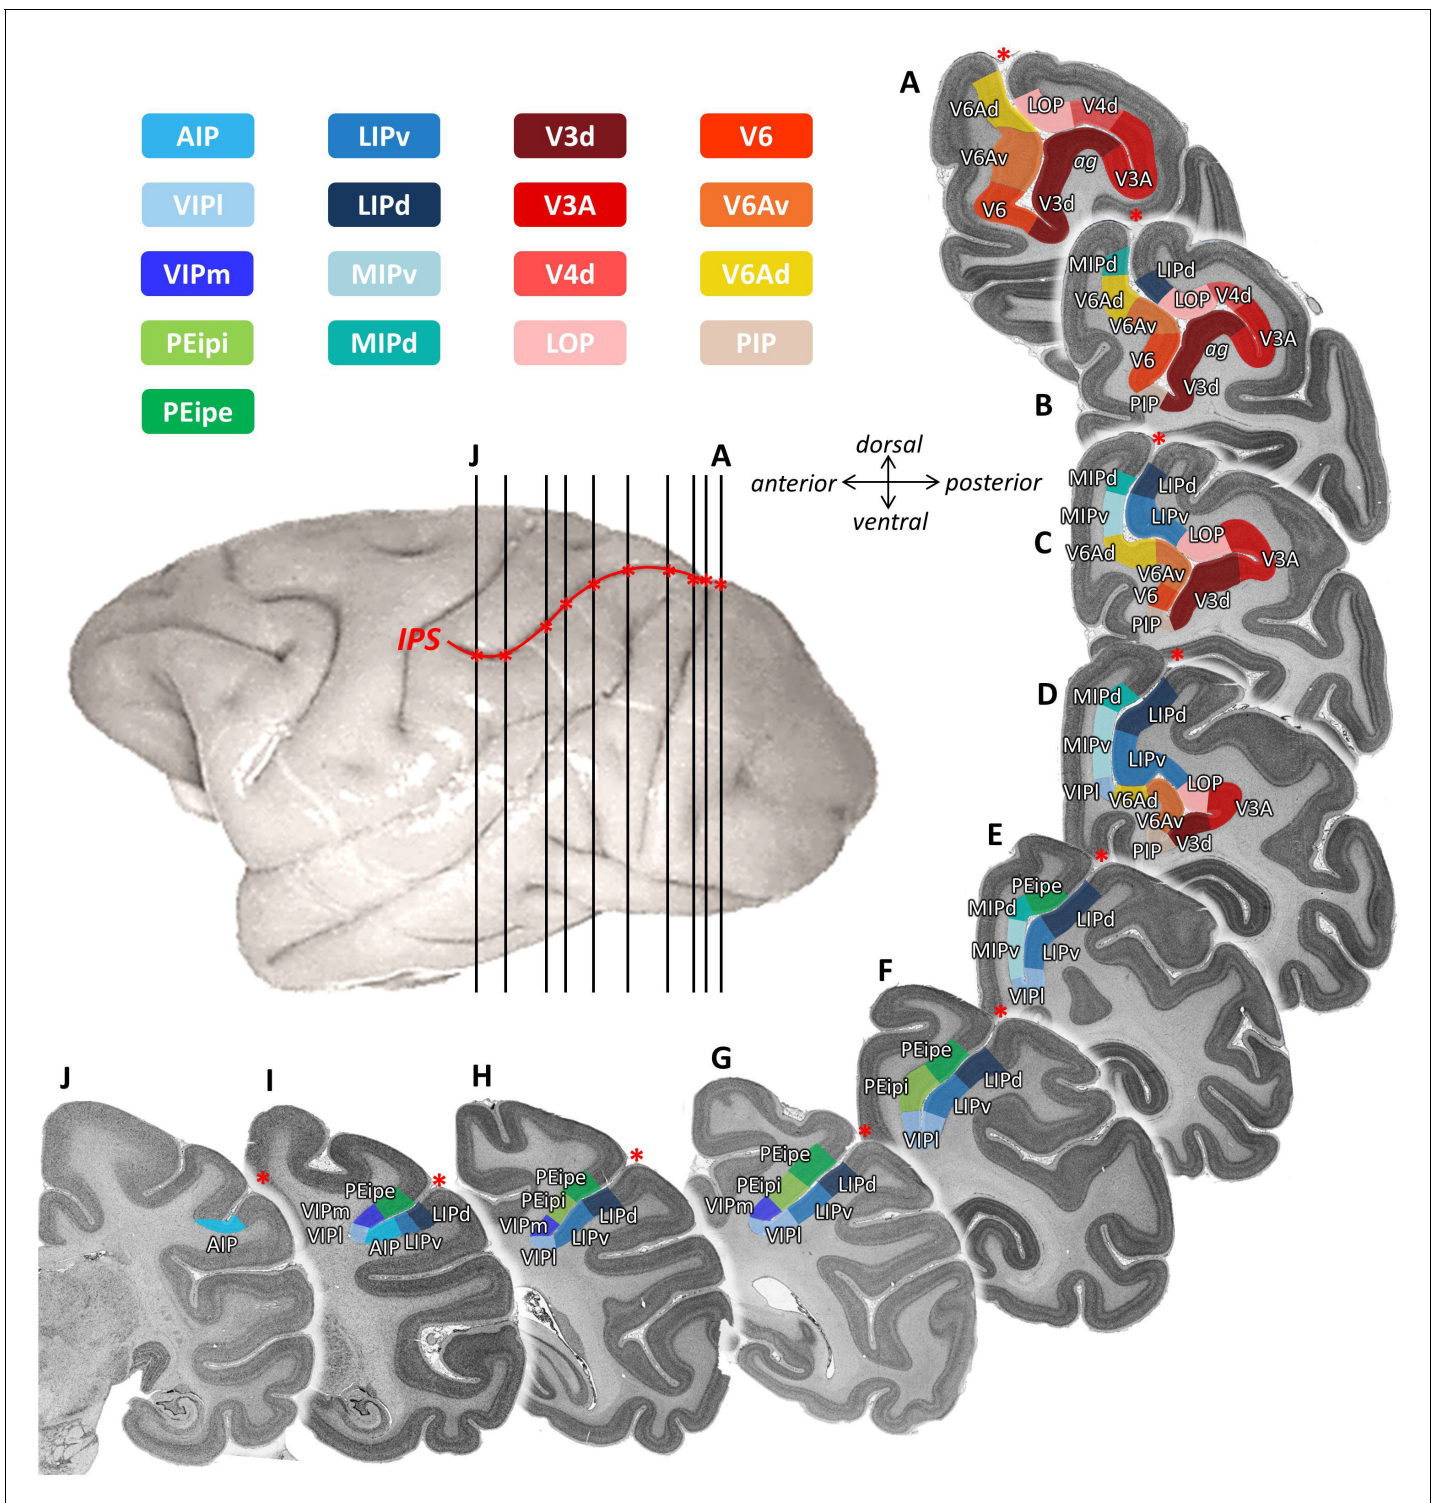 AIP LIPv V3d V6
VIPl LIPd V3A V6Av
VIPm MIPv V4d V6Ad
PEipi MIPd LOP PIP
PEipe
J A
dorsal
anterior posterior
ventral
IPS
A
*
V6Ad LOP V4d
V6Av ag V3A
V6 V3d
B
*
MIPd LIPd
V6Ad LOP V4d
V6Av V3A
V6 ag
V3d
PIP
C
*
MIPd LIPd
MIPv LIPv
V6Ad LOP V3A
V6Av
V6 V3d
PIP
D
*
MIPd LIPd
MIPv LIPv
VIPl V6Ad LOP V3A
V6Av V3d
PIP
E
*
PEipe
MIPd LIPd
MIPv LIPv
VIPl
F
*
PEipe LIPd
PEipi LIPv
VIPl
G
*
PEipe
PEipi LIPd
VIPm LIPv
VIPl
H
*
PEipe
PEipi LIPd
VIPm LIPv
VIPl
I
*
PEipe
VIPm LIPd
VIPl AIP LIPv
J
*
AIP